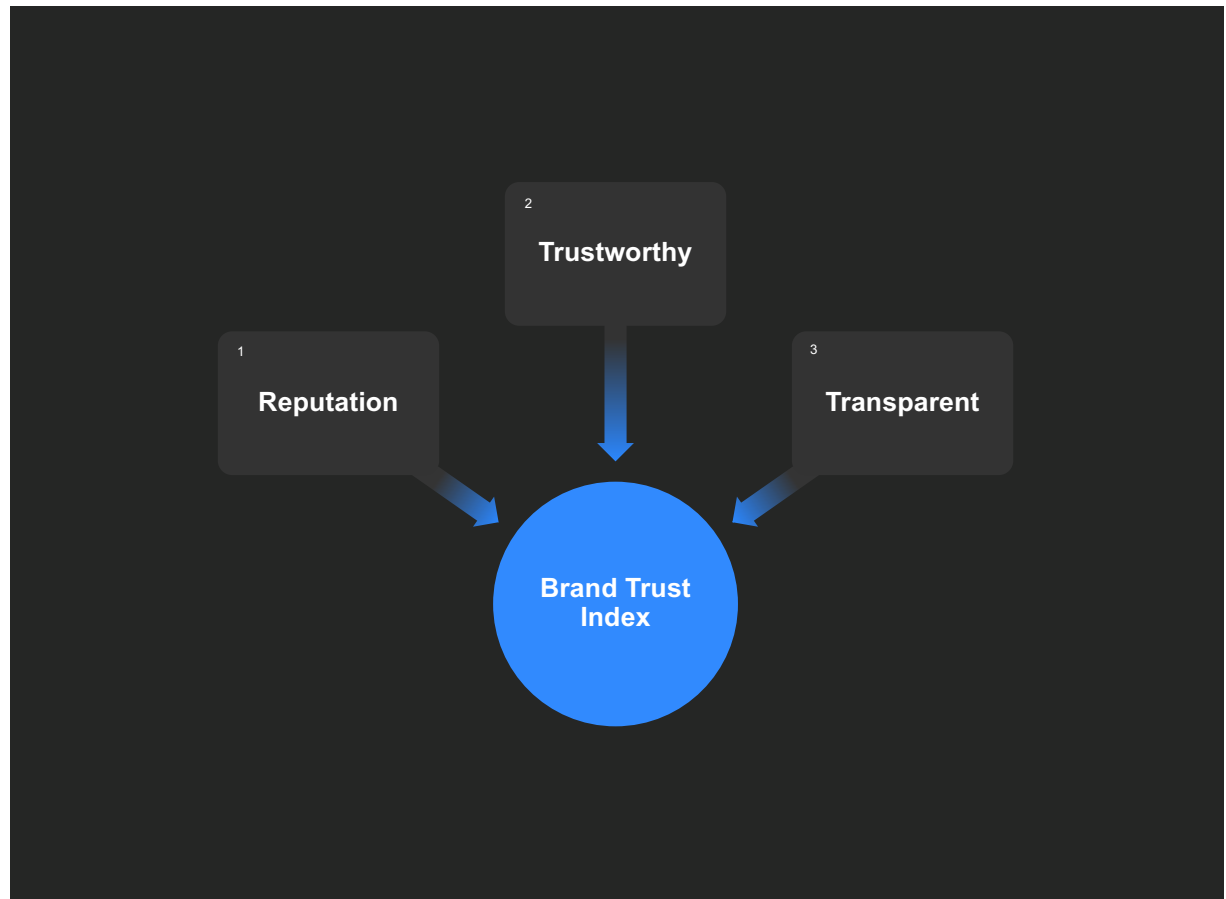 1
Reputation
2
Trustworthy
3
Transparent
Brand Trust
Index